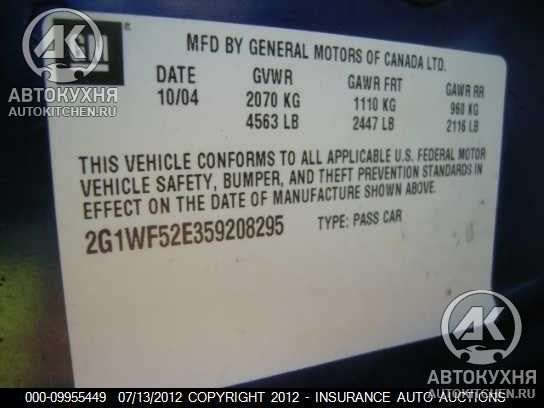 GM ®
MFD BY GENERAL MOTORS OF CANADA LTD.
DATE GVWR GAWR FRT GAWR RR
10/04 2070 KG 1110 KG 960 KG
4563 LB 2447 LB 2116 LB
THIS VEHICLE CONFORMS TO ALL APPLICABLE U.S. FEDERAL MOTOR
VEHICLE SAFETY, BUMPER, AND THEFT PREVENTION STANDARDS IN
EFFECT ON THE DATE OF MANUFACTURE SHOWN ABOVE.
2G1WF52E359208295 TYPE: PASS CAR
АК
АВТОКУХНЯ
AUTOKITCHEN.RU
АК
АВТОКУХНЯ
AUTOKITCHEN.RU
000-09955449 07/13/2012 COPYRIGHT 2012 - INSURANCE AUTO AUCTIONS